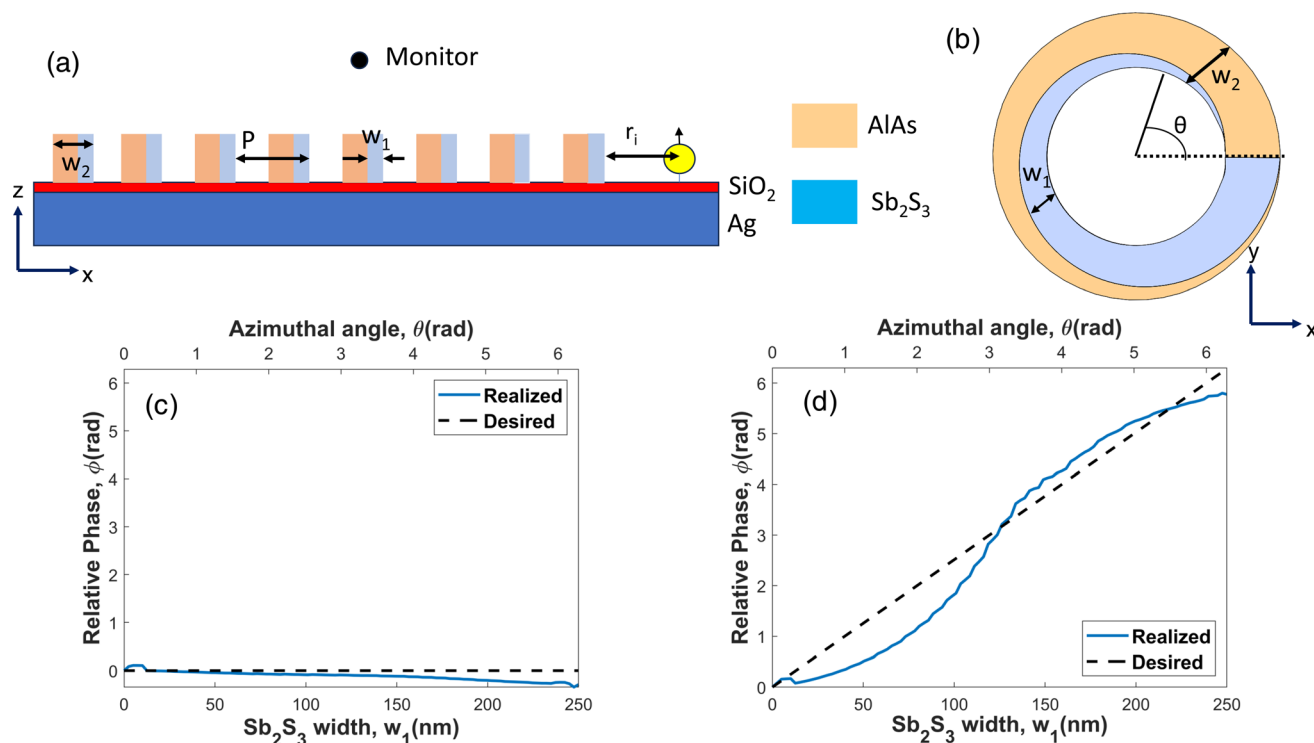 (a)
Monitor
P
w₁
rᵢ
w₂
SiO₂
Ag
z
x
AlAs
Sb₂S₃
(b)
w₂
θ
w₁
y
x
Azimuthal angle, θ(rad)
0 1 2 3 4 5 6
(c)
Realized
Desired
Relative Phase, ϕ(rad)
6
5
4
3
2
1
0
0 50 100 150 200 250
Sb₂S₃ width, w₁(nm)
Azimuthal angle, θ(rad)
0 1 2 3 4 5 6
(d)
Relative Phase, ϕ(rad)
6
5
4
3
2
1
0
Realized
Desired
0 50 100 150 200 250
Sb₂S₃ width, w₁(nm)